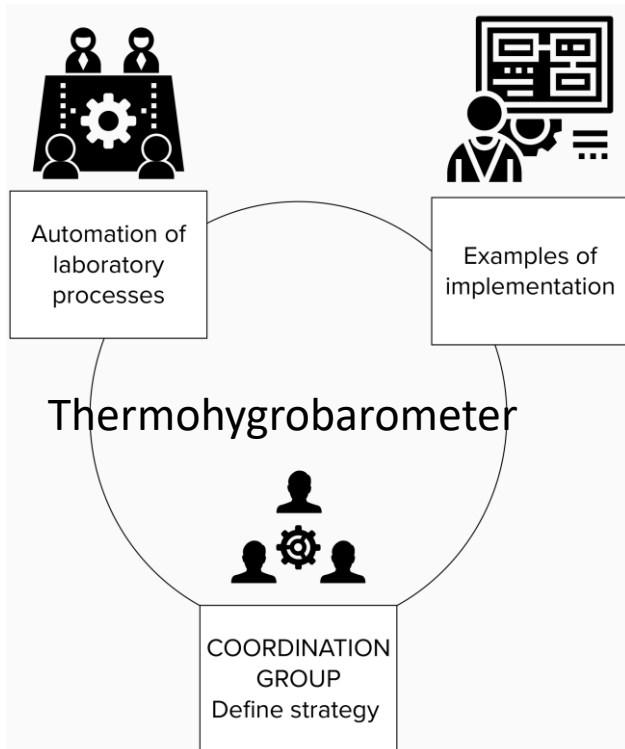 Automation of
laboratory
processes
Examples of
implementation
Thermohygrobarometer
COORDINATION
GROUP
Define strategy